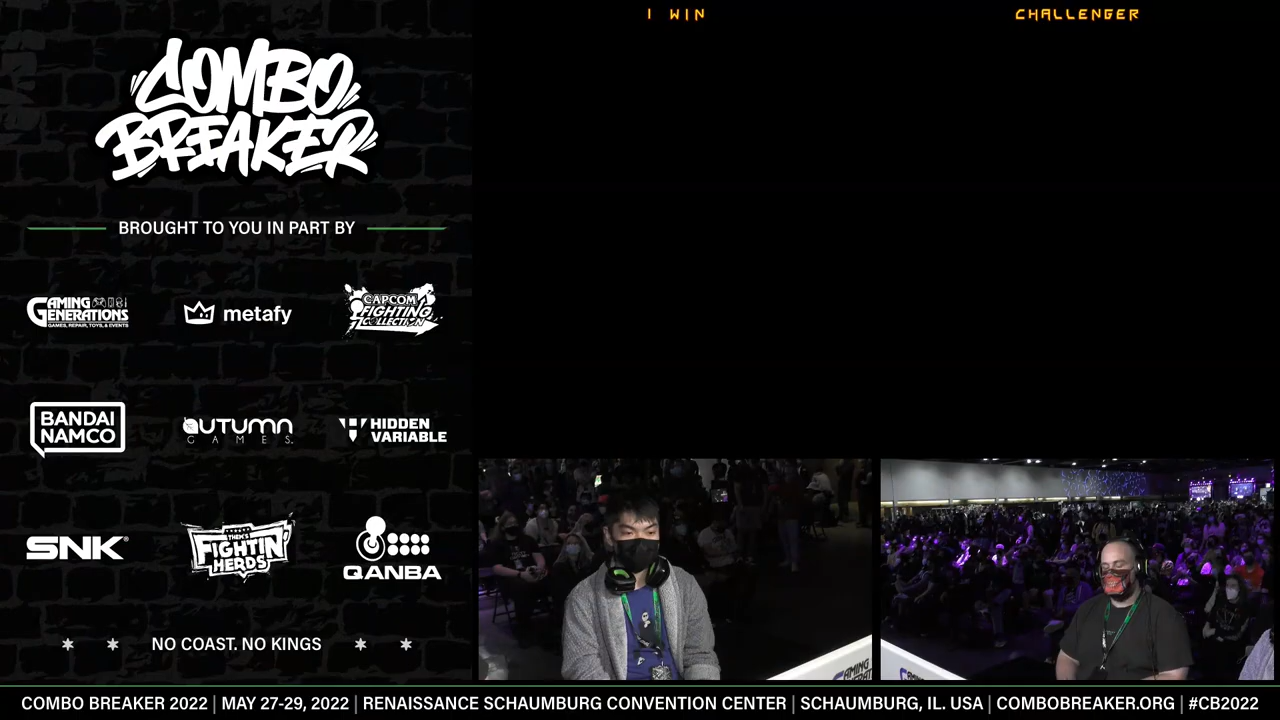 I WIN
CHALLENGER
COMBO
BREAKER
BROUGHT TO YOU IN PART BY
GAMING
GENERATIONS
GAMES, REPAIR, TOYS, & EVENTS
metafy
CAPCOM
FIGHTING
COLLECTION
BANDAI
NAMCO
AUTUMN
GAMES.
HIDDEN
VARIABLE
SNK®
THEM'S
FIGHTIN'
HERDS
QANBA
NO COAST. NO KINGS
COMBO BREAKER 2022 | MAY 27-29, 2022 | RENAISSANCE SCHAUMBURG CONVENTION CENTER | SCHAUMBURG, IL. USA | COMBOBREAKER.ORG | #CB2022